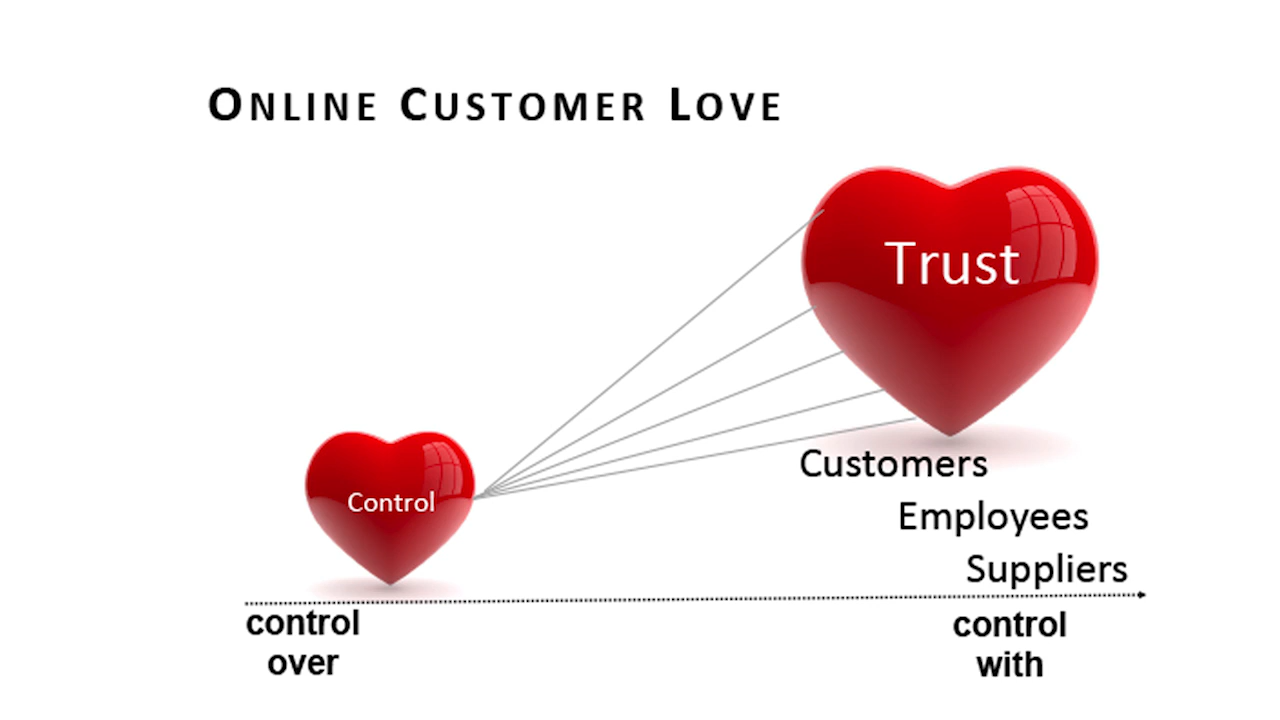 ONLINE CUSTOMER LOVE
Trust
Control
Customers
Employees
Suppliers
control
over
control
with